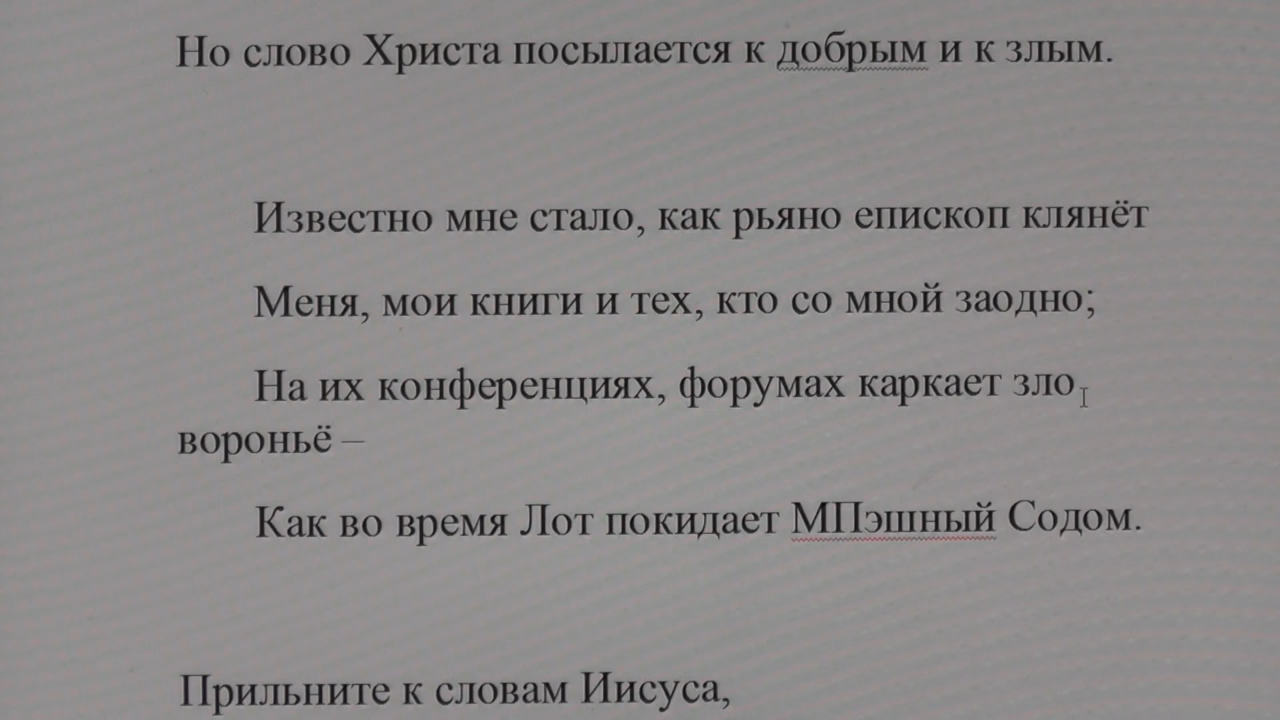 Но слово Христа посылается к добрым и к злым.
Известно мне стало, как рьяно епископ клянёт
Меня, мои книги и тех, кто со мной заодно;
На их конференциях, форумах каркает зло
вороньё –
Как во время Лот покидает МПэшный Содом.
Прильните к словам Иисуса,